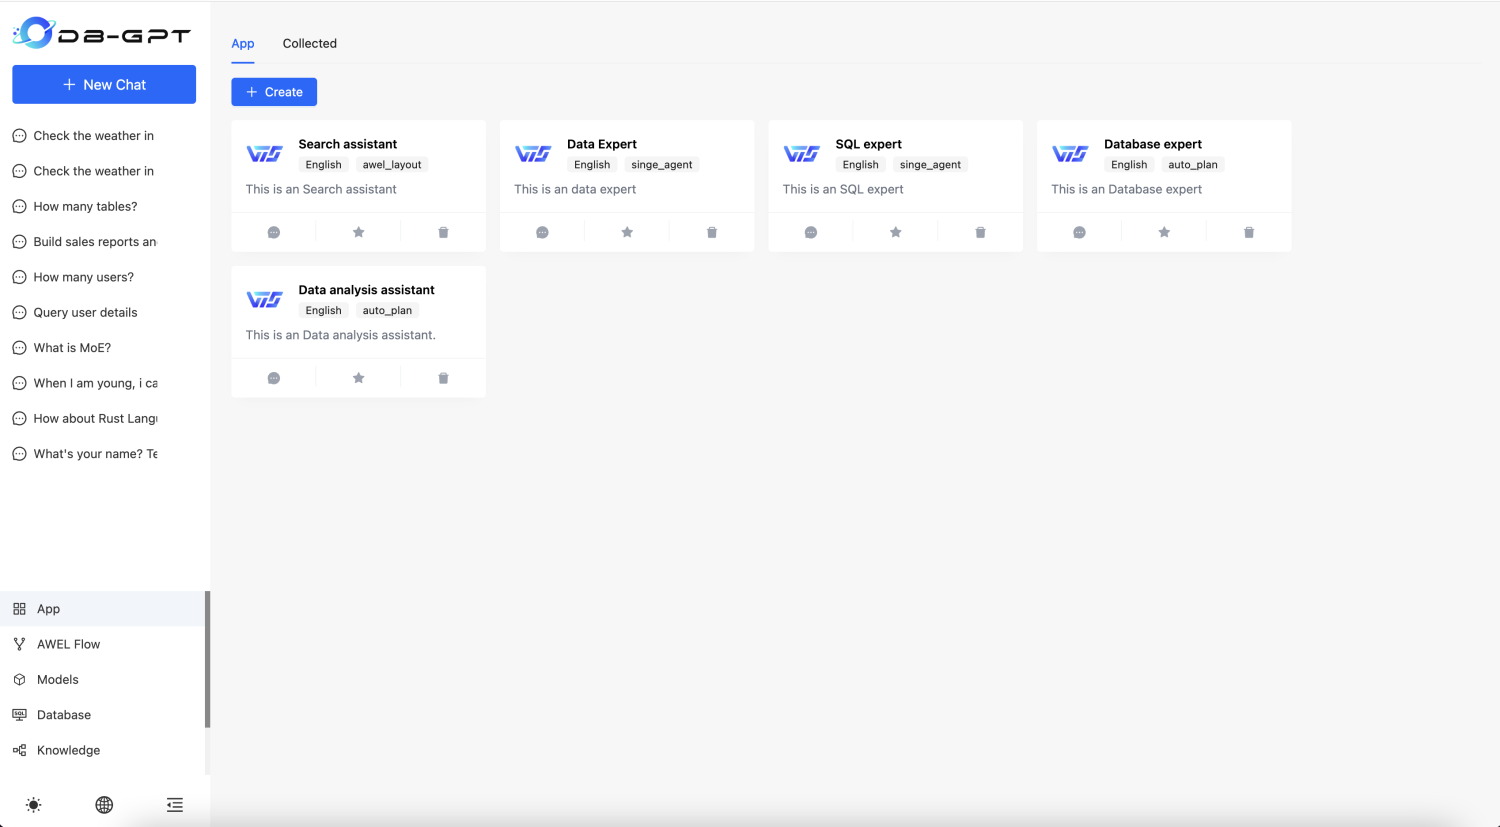 DB-GPT
New Chat
Check the weather in
Check the weather in
How many tables?
Build sales reports an
How many users?
Query user details
What is MoE?
When I am young, i ca
How about Rust Langu
What's your name? Te
App
AWEL Flow
Models
Database
Knowledge
App Collected
Create
Search assistant
English awel_layout
This is an Search assistant
Data Expert
English singe_agent
This is an data expert
SQL expert
English singe_agent
This is an SQL expert
Database expert
English auto_plan
This is an Database expert
Data analysis assistant
English auto_plan
This is an Data analysis assistant.